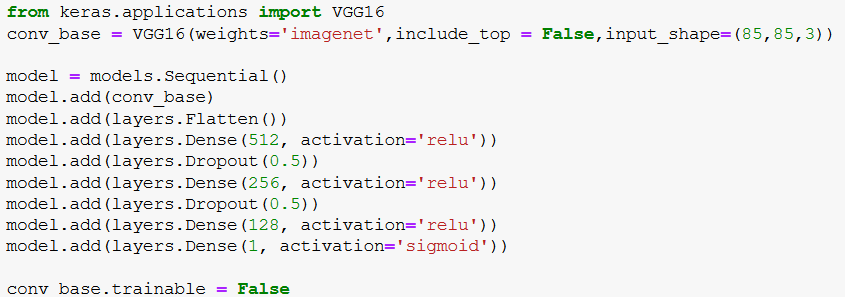 from keras.applications import VGG16
conv_base = VGG16(weights='imagenet',include_top = False,input_shape=(85,85,3))
model = models.Sequential()
model.add(conv_base)
model.add(layers.Flatten())
model.add(layers.Dense(512, activation='relu'))
model.add(layers.Dropout(0.5))
model.add(layers.Dense(256, activation='relu'))
model.add(layers.Dropout(0.5))
model.add(layers.Dense(128, activation='relu'))
model.add(layers.Dense(1, activation='sigmoid'))
conv_base.trainable = False